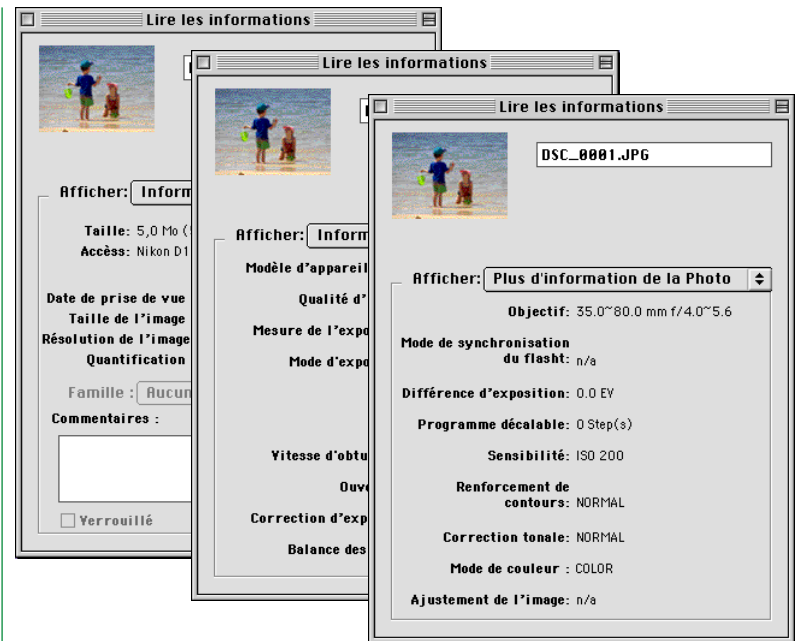 Lire les informations
Afficher: Inform
Taille: 5,0 Mo (
Accèss: Nikon D1
Date de prise de vue
Taille de l'image
Résolution de l'image
Quantification
Famille : Aucun
Commentaires :
Verrouillé
Lire les informations
Afficher: Inform
Modèle d'appareil
Qualité d'
Mesure de l'expo
Mode d'expo
Vitesse d'obtu
Ouve
Correction d'exp
Balance des
Lire les informations
DSC_0001.JPG
Afficher: Plus d'information de la Photo
Objectif: 35.0~80.0 mm f/4.0~5.6
Mode de synchronisation
du flasht: n/a
Différence d'exposition: 0.0 EV
Programme décalable: 0 Step(s)
Sensibilité: ISO 200
Renforcement de
contours: NORMAL
Correction tonale: NORMAL
Mode de couleur : COLOR
Ajustement de l'image: n/a